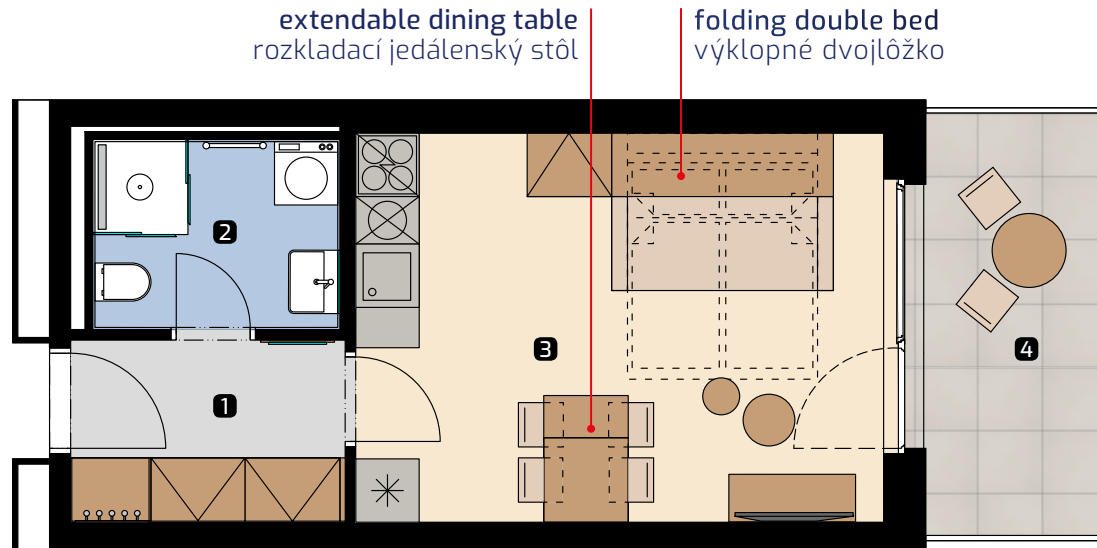 extendable dining table
rozkladací jedálenský stôl
folding double bed
výklopné dvojlôžko
2
3
4
1